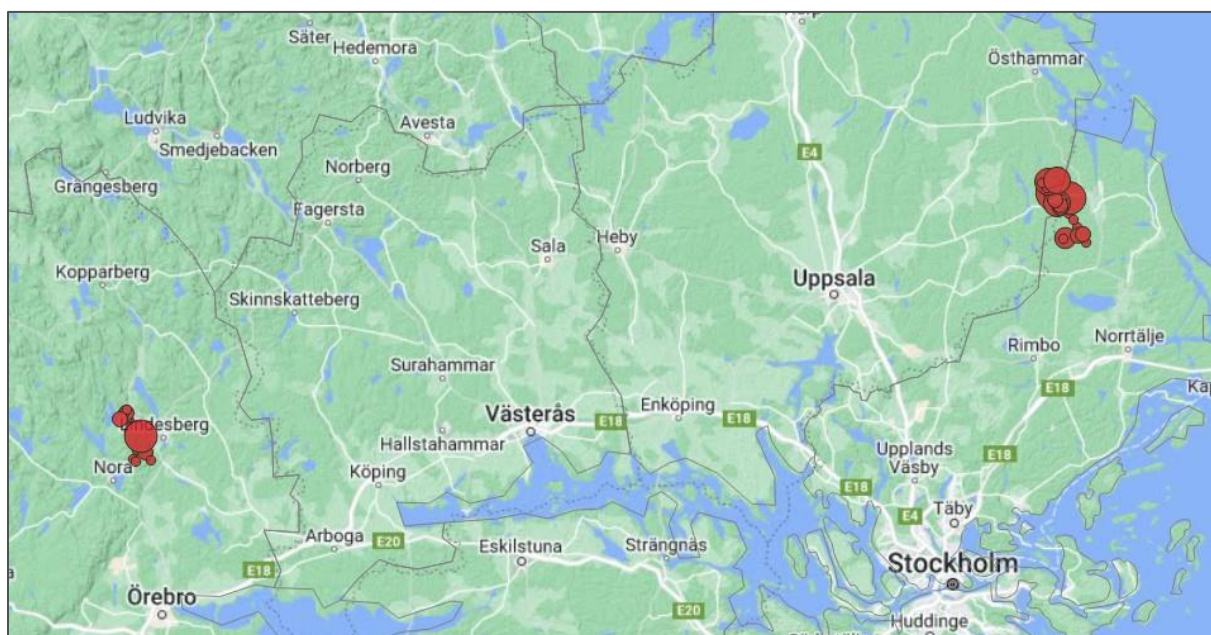 Säter
Hedemora
Östhammar
Ludvika
Avesta
Smedjebacken
E4
Norberg
Grängesberg
Fagersta
Sala
Heby
Kopparberg
Uppsala
Skinnskatteberg
Rimbo
Norrtälje
Surahammar
E18
Västerås
E18
Enköping
E18
Hallstahammar
Upplands
Väsby
E18
Nora
Köping
E18
Täby
E4
Arboga
E20
Eskilstuna
Strängnäs
E18
Stockholm
Örebro
E20
Huddinge